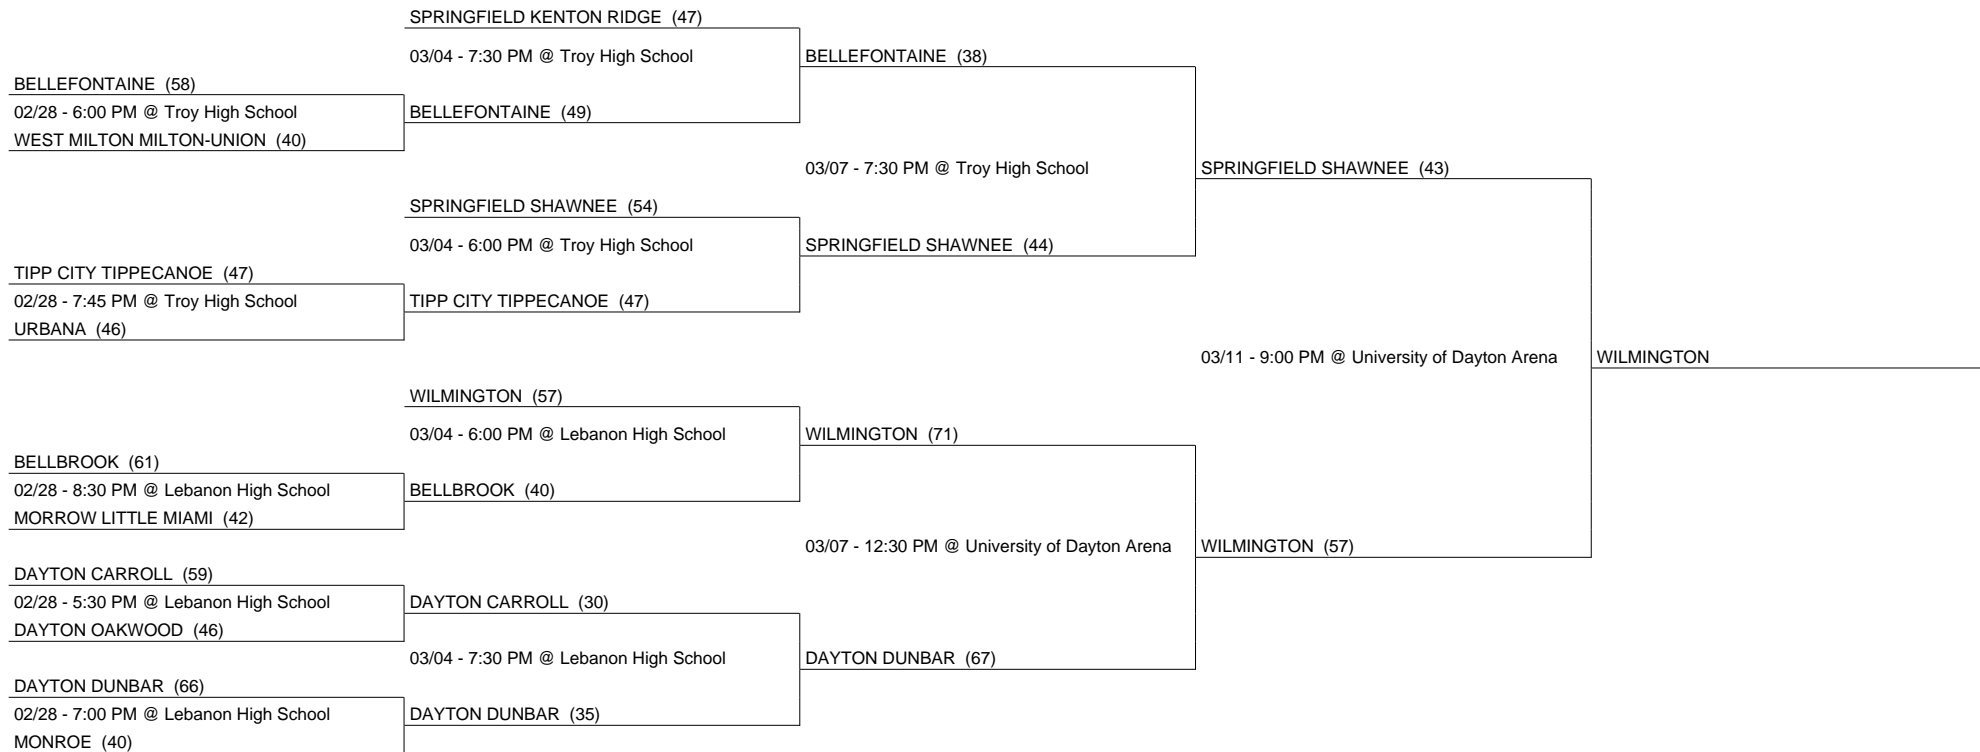 SPRINGFIELD KENTON RIDGE (47)
03/04 - 7:30 PM @ Troy High School
BELLEFONTAINE (38)
BELLEFONTAINE (58)
02/28 - 6:00 PM @ Troy High School
BELLEFONTAINE (49)
WEST MILTON MILTON-UNION (40)
03/07 - 7:30 PM @ Troy High School
SPRINGFIELD SHAWNEE (43)
SPRINGFIELD SHAWNEE (54)
03/04 - 6:00 PM @ Troy High School
SPRINGFIELD SHAWNEE (44)
TIPP CITY TIPPECANOE (47)
02/28 - 7:45 PM @ Troy High School
TIPP CITY TIPPECANOE (47)
URBANA (46)
03/11 - 9:00 PM @ University of Dayton Arena
WILMINGTON
WILMINGTON (57)
03/04 - 6:00 PM @ Lebanon High School
WILMINGTON (71)
BELLBROOK (61)
02/28 - 8:30 PM @ Lebanon High School
BELLBROOK (40)
MORROW LITTLE MIAMI (42)
03/07 - 12:30 PM @ University of Dayton Arena
WILMINGTON (57)
DAYTON CARROLL (59)
02/28 - 5:30 PM @ Lebanon High School
DAYTON CARROLL (30)
DAYTON OAKWOOD (46)
03/04 - 7:30 PM @ Lebanon High School
DAYTON DUNBAR (67)
DAYTON DUNBAR (66)
02/28 - 7:00 PM @ Lebanon High School
DAYTON DUNBAR (35)
MONROE (40)